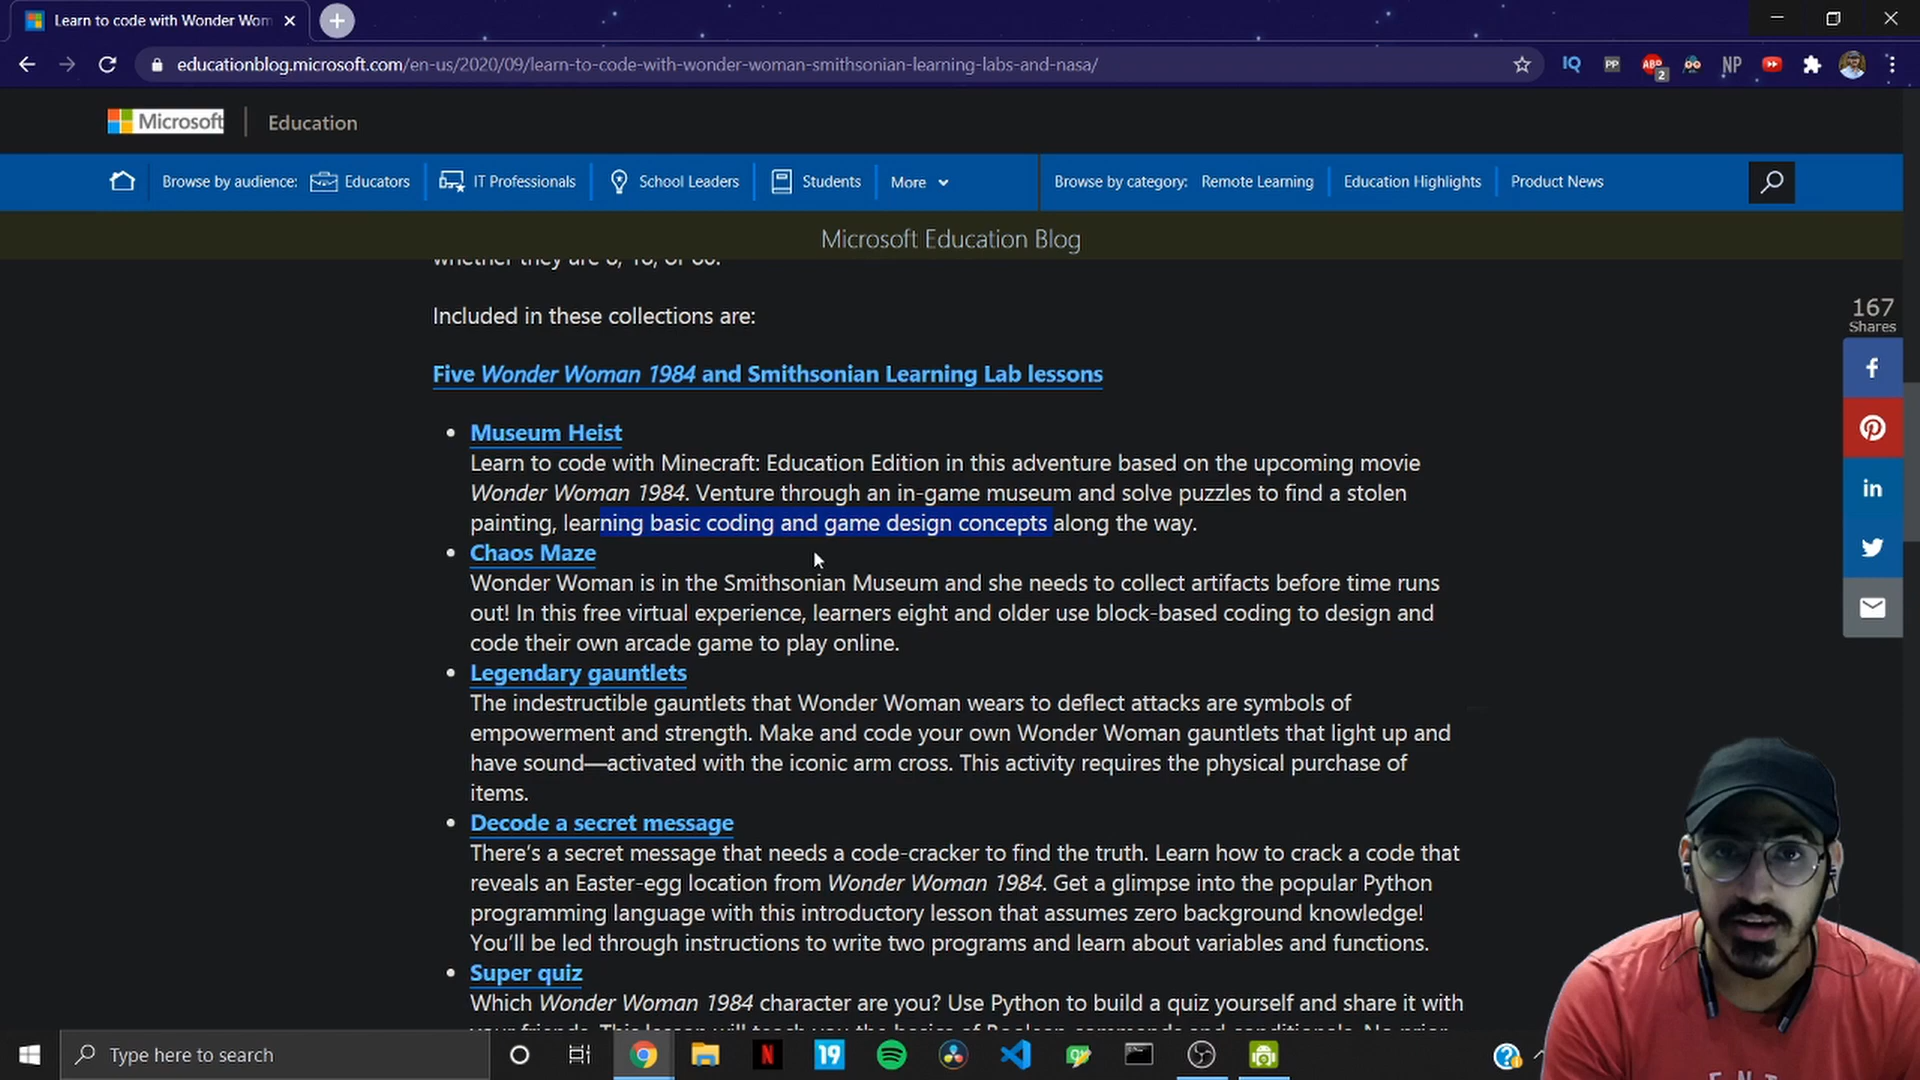 Learn to code with Wonder Wom
educationblog.microsoft.com/en-us/2020/09/learn-to-code-with-wonder-woman-smithsonian-learning-labs-and-nasa/
IQ
PP
ABP
2
NP
Microsoft
Education
Browse by audience:
Educators
IT Professionals
School Leaders
Students
More
Browse by category:
Remote Learning
Education Highlights
Product News
Microsoft Education Blog
Included in these collections are:
Five Wonder Woman 1984 and Smithsonian Learning Lab lessons
167
Shares
Museum Heist
Learn to code with Minecraft: Education Edition in this adventure based on the upcoming movie
Wonder Woman 1984. Venture through an in-game museum and solve puzzles to find a stolen
painting, learning basic coding and game design concepts along the way.
Chaos Maze
Wonder Woman is in the Smithsonian Museum and she needs to collect artifacts before time runs
out! In this free virtual experience, learners eight and older use block-based coding to design and
code their own arcade game to play online.
Legendary gauntlets
The indestructible gauntlets that Wonder Woman wears to deflect attacks are symbols of
empowerment and strength. Make and code your own Wonder Woman gauntlets that light up and
have sound—activated with the iconic arm cross. This activity requires the physical purchase of
items.
Decode a secret message
There's a secret message that needs a code-cracker to find the truth. Learn how to crack a code that
reveals an Easter-egg location from Wonder Woman 1984. Get a glimpse into the popular Python
programming language with this introductory lesson that assumes zero background knowledge!
You'll be led through instructions to write two programs and learn about variables and functions.
Super quiz
Which Wonder Woman 1984 character are you? Use Python to build a quiz yourself and share it with
Type here to search
19